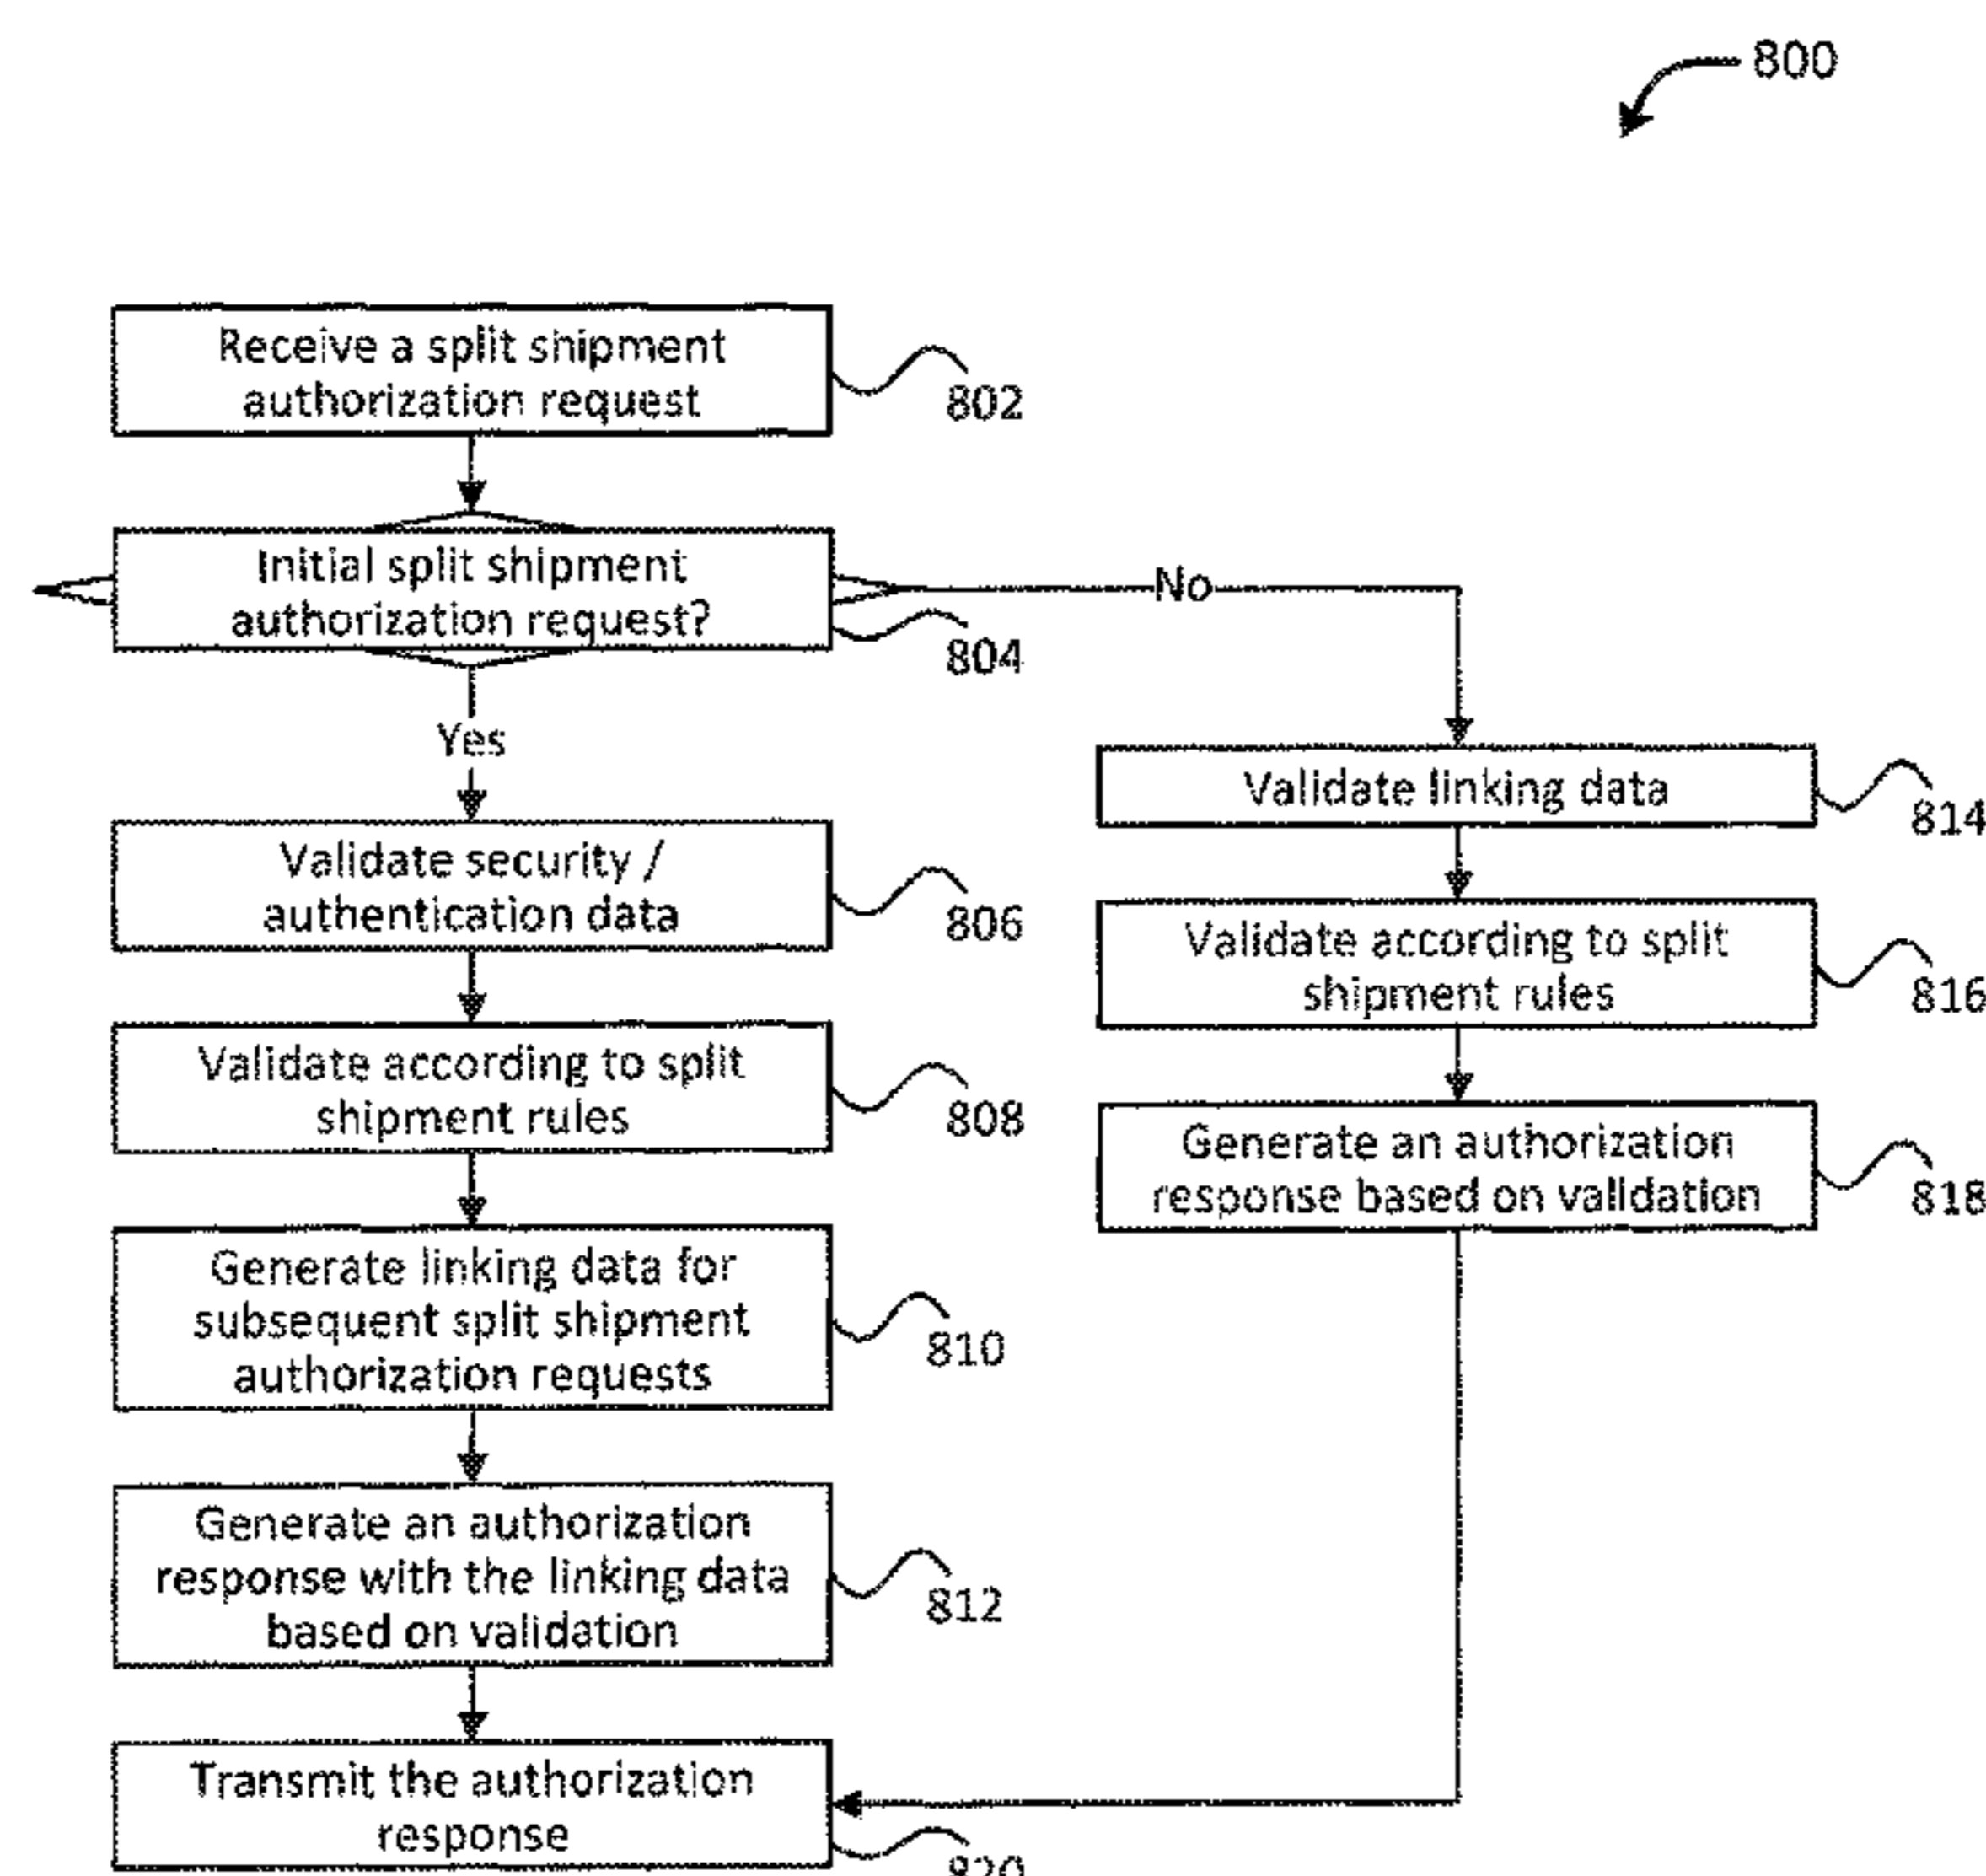 800
Receive a split shipment
authorization request
802
Initial split shipment
authorization request?
804
No
Yes
Validate security /
authentication data
806
Validate according to split
shipment rules
808
Generate linking data for
subsequent split shipment
authorization requests
810
Generate an authorization
response with the linking data
based on validation
812
Validate linking data
814
Validate according to split
shipment rules
816
Generate an authorization
response based on validation
818
Transmit the authorization
response
820